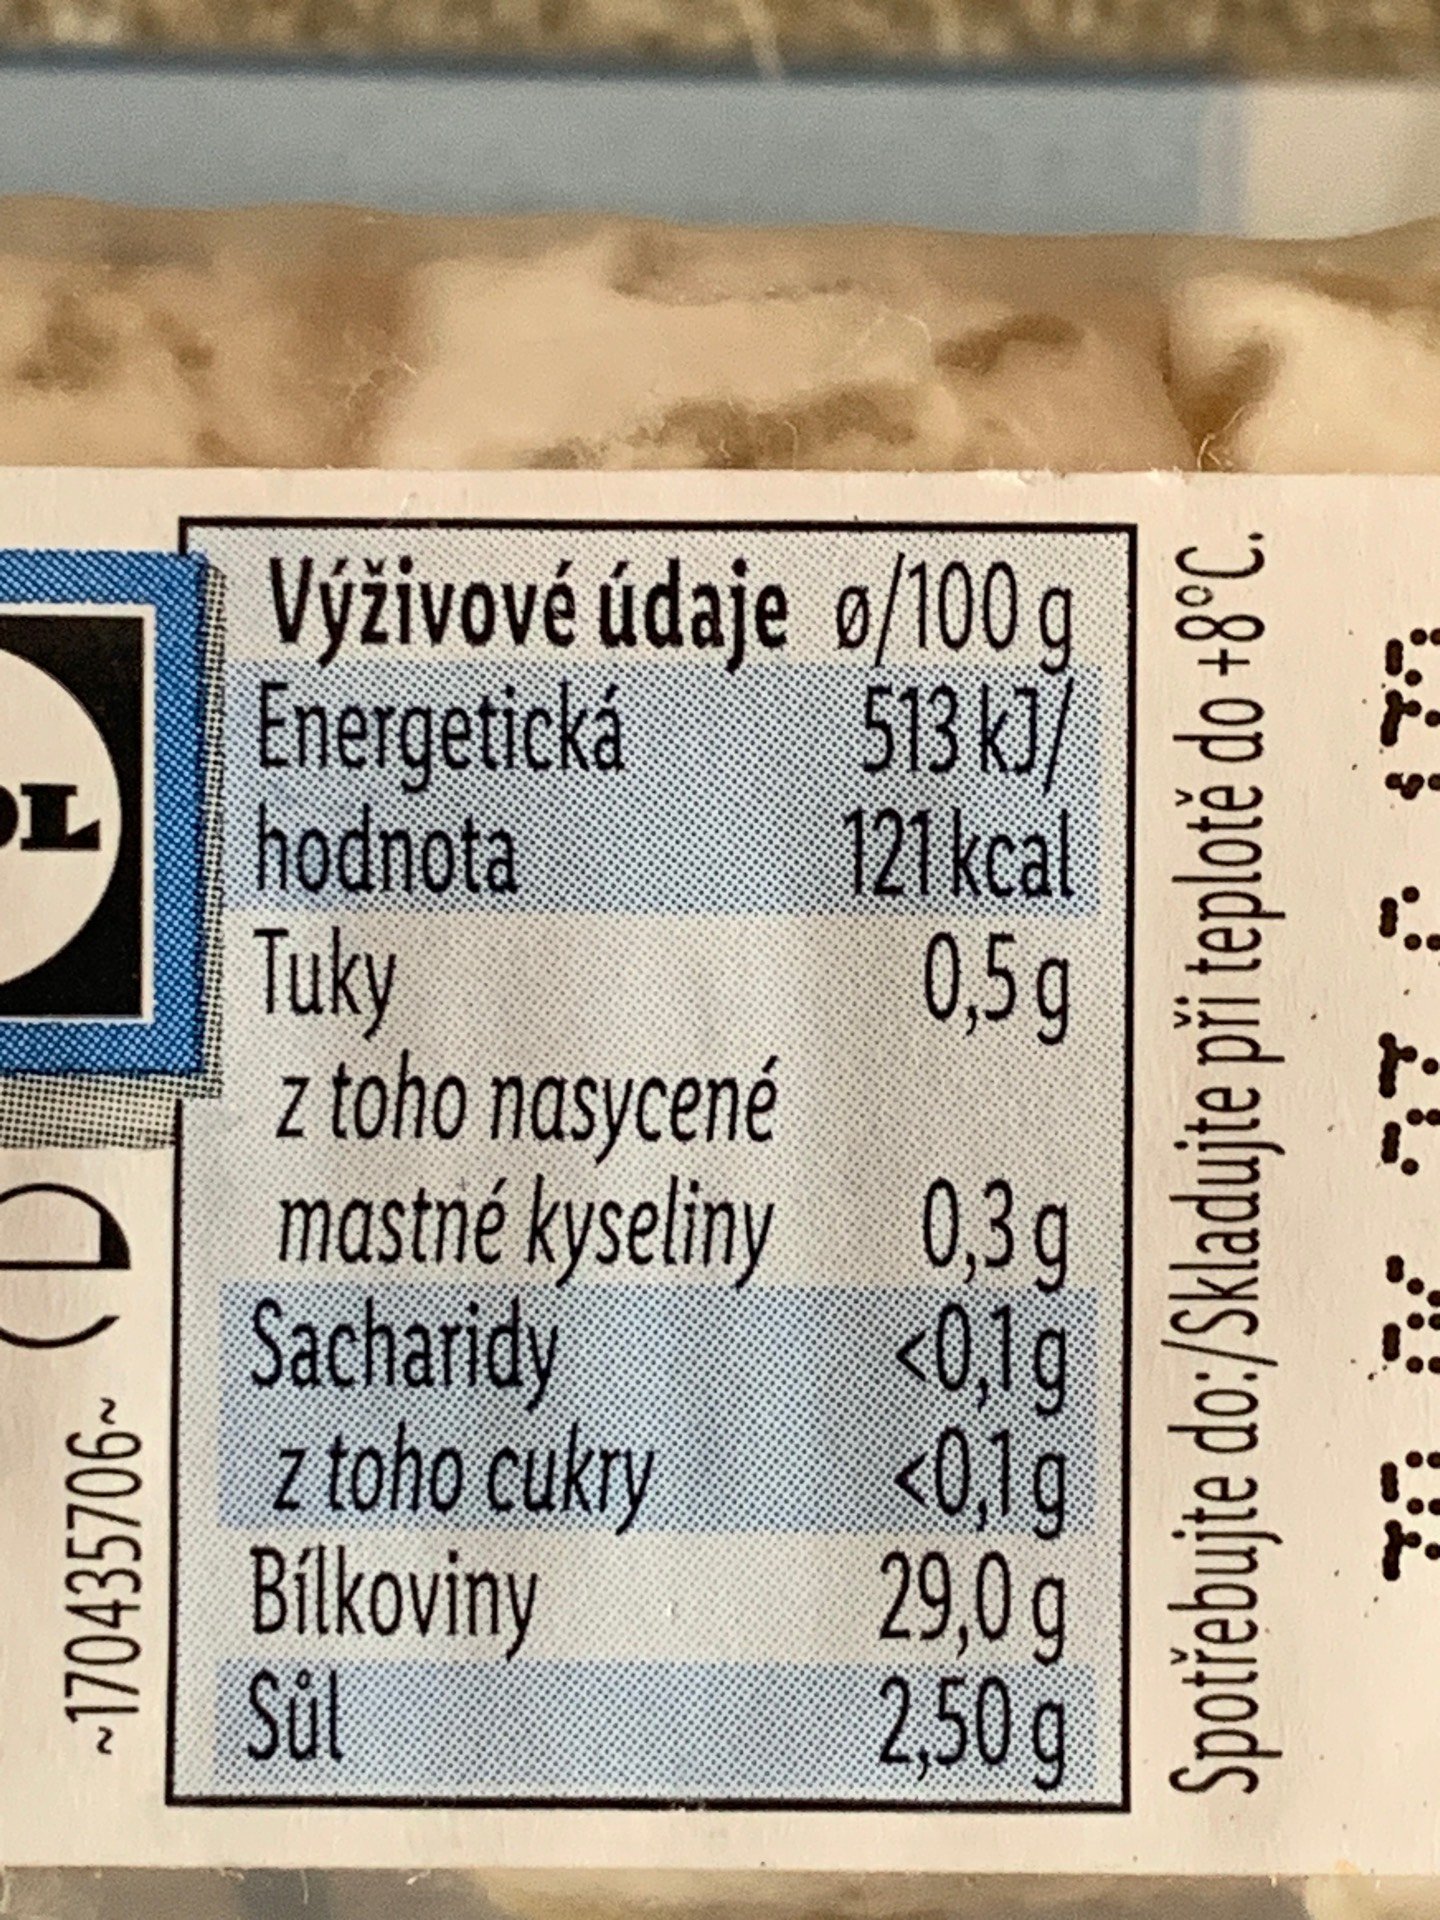 Výživové údaje ø/100 g
Energetická 513 kJ/
hodnota 121 kcal
Tuky 0,5 g
z toho nasycené
mastné kyseliny 0,3 g
Sacharidy <0,1 g
z toho cukry <0,1 g
Bílkoviny 29,0 g
Sůl 2,50 g
Spotřebujte do:/Skladujte při teplotě do +8°C.
~170435706~
DL